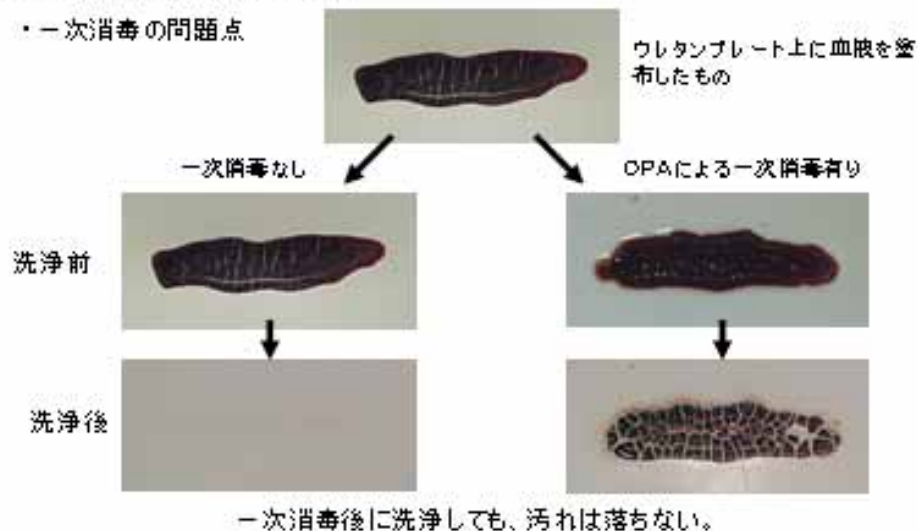 ・一次消毒の問題点
ウレタンプレート上に血液を塗
布したもの
一次消毒なし
OPAによる一次消毒有り
洗浄前
洗浄後
一次消毒後に洗浄しても、汚れは落ちない。